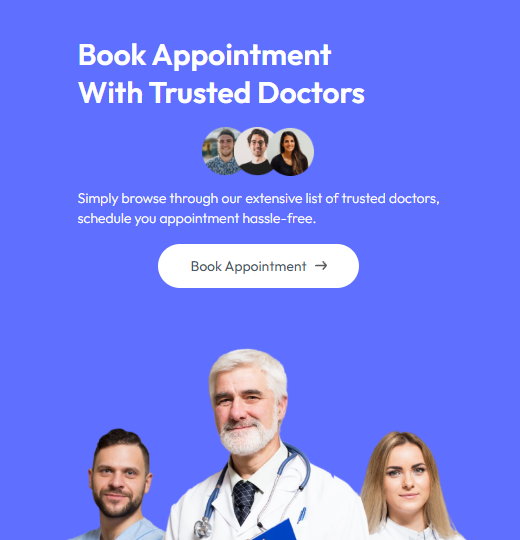 Book Appointment
With Trusted Doctors
Simply browse through our extensive list of trusted doctors,
schedule you appointment hassle-free.
Book Appointment →